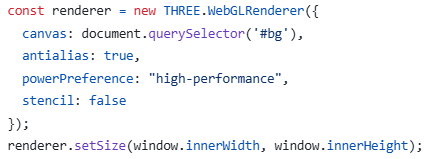 const renderer = new THREE.WebGLRenderer({
  canvas: document.querySelector('#bg'),
  antialias: true,
  powerPreference: "high-performance",
  stencil: false
});
renderer.setSize(window.innerWidth, window.innerHeight);